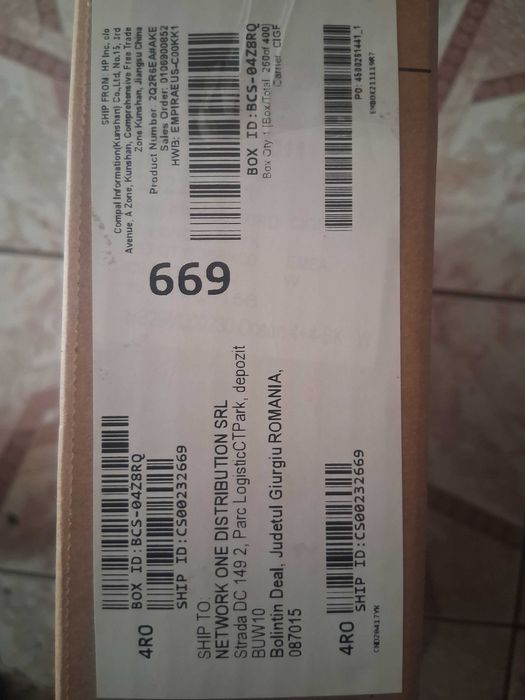 SHIP FROM: HP Inc. c/o
Compal Information(Kunshan) Co.,Ltd, No.15, 3rd
Avenue, A Zone, Kunshan, Comprehensive Free Trade
Zone Kunshan, Jiangsu China
Product Number: 2Q2R6EA#AKE
Sales Order: 0106900852
HWB: EMPIRAEUS-C00KK1
BOX ID:BCS-04Z8RQ
Box Qty :1 [Box/Total: 260of 400]
Carrier: CIGF
PO: 4500261441_1
EMBOX21119R7
669
BOX ID:BCS-04Z8RQ
4RO
SHIP ID:CS00232669
SHIP TO:
NETWORK ONE DISTRIBUTION SRL
Strada DC 149 2, Parc LogisticCTPark, depozit
BUW10
Bolintin Deal, Judetul Giurgiu ROMANIA,
087015
4RO
SHIP ID:CS00232669